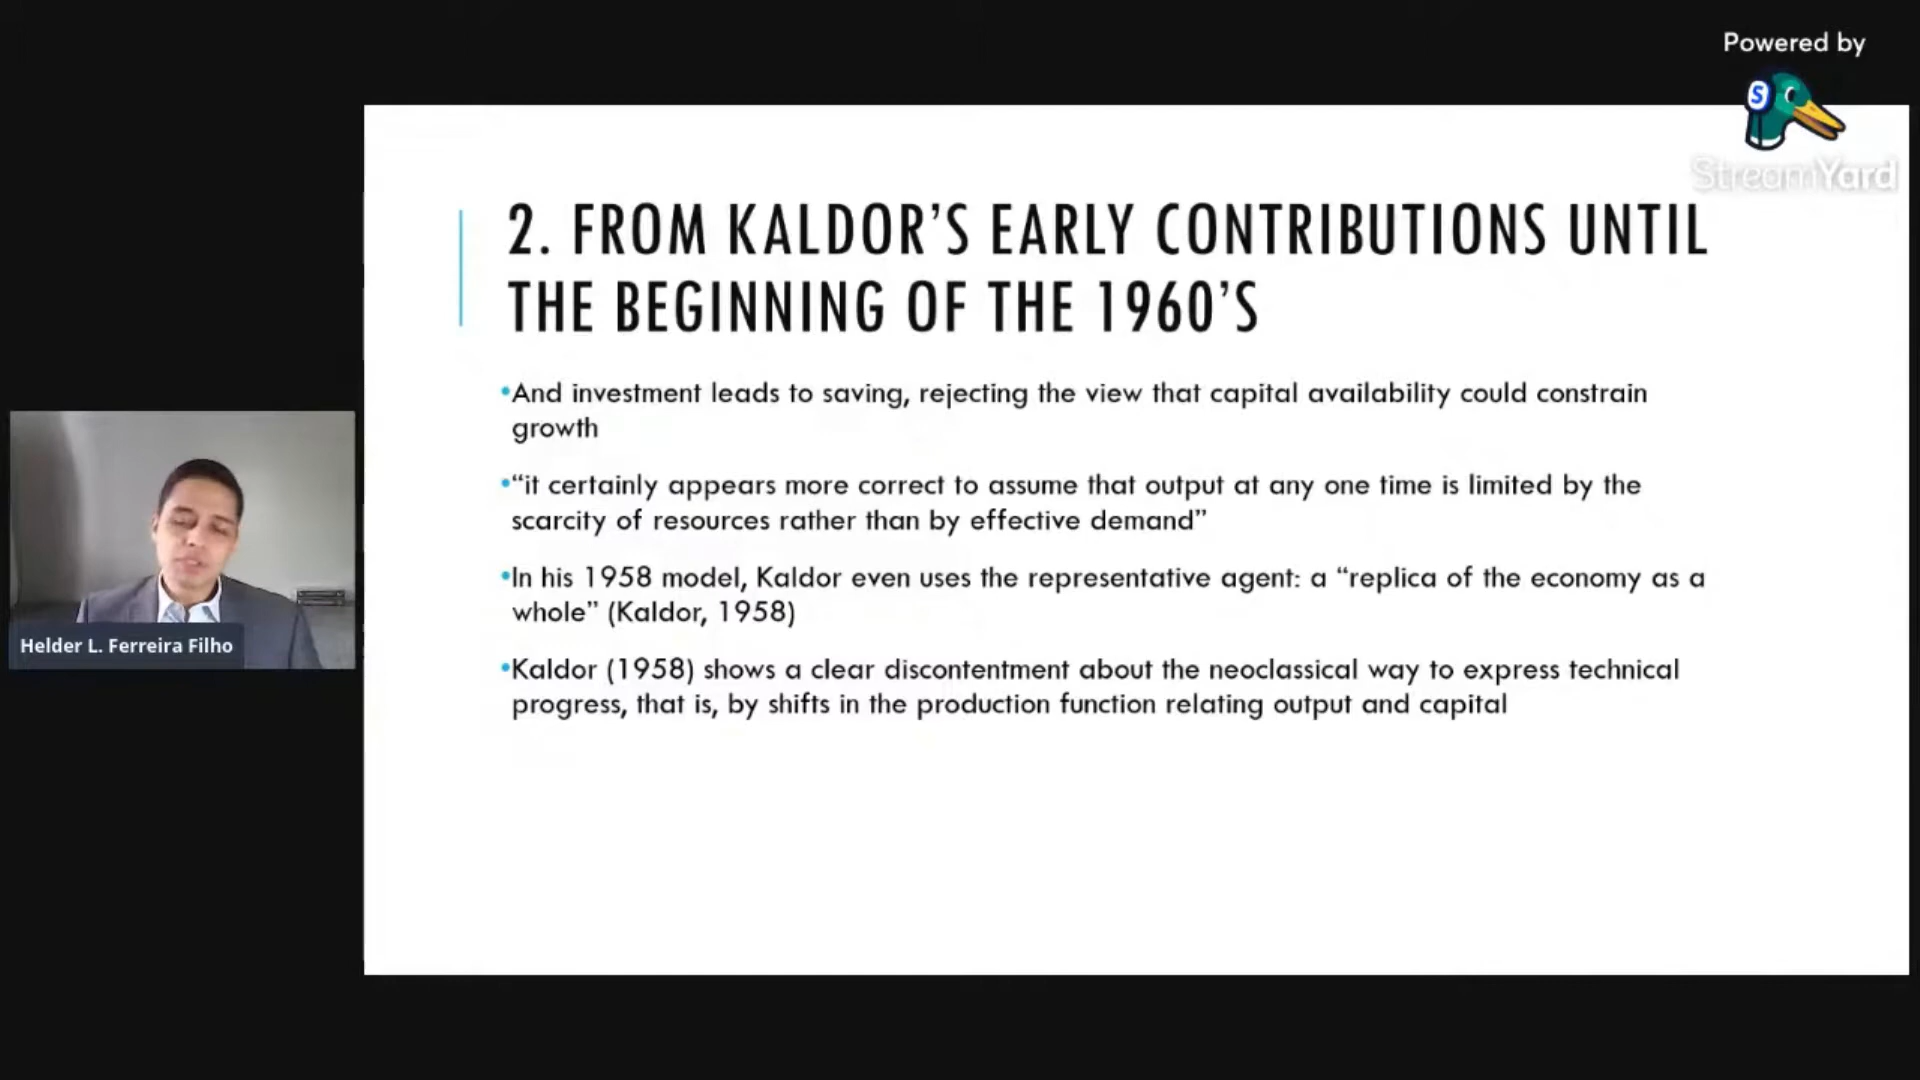 Powered by
S
StreamYard
2. FROM KALDOR’S EARLY CONTRIBUTIONS UNTIL
THE BEGINNING OF THE 1960’S
•And investment leads to saving, rejecting the view that capital availability could constrain
growth
•“it certainly appears more correct to assume that output at any one time is limited by the
scarcity of resources rather than by effective demand”
•In his 1958 model, Kaldor even uses the representative agent: a “replica of the economy as a
whole” (Kaldor, 1958)
•Kaldor (1958) shows a clear discontentment about the neoclassical way to express technical
progress, that is, by shifts in the production function relating output and capital
Helder L. Ferreira Filho